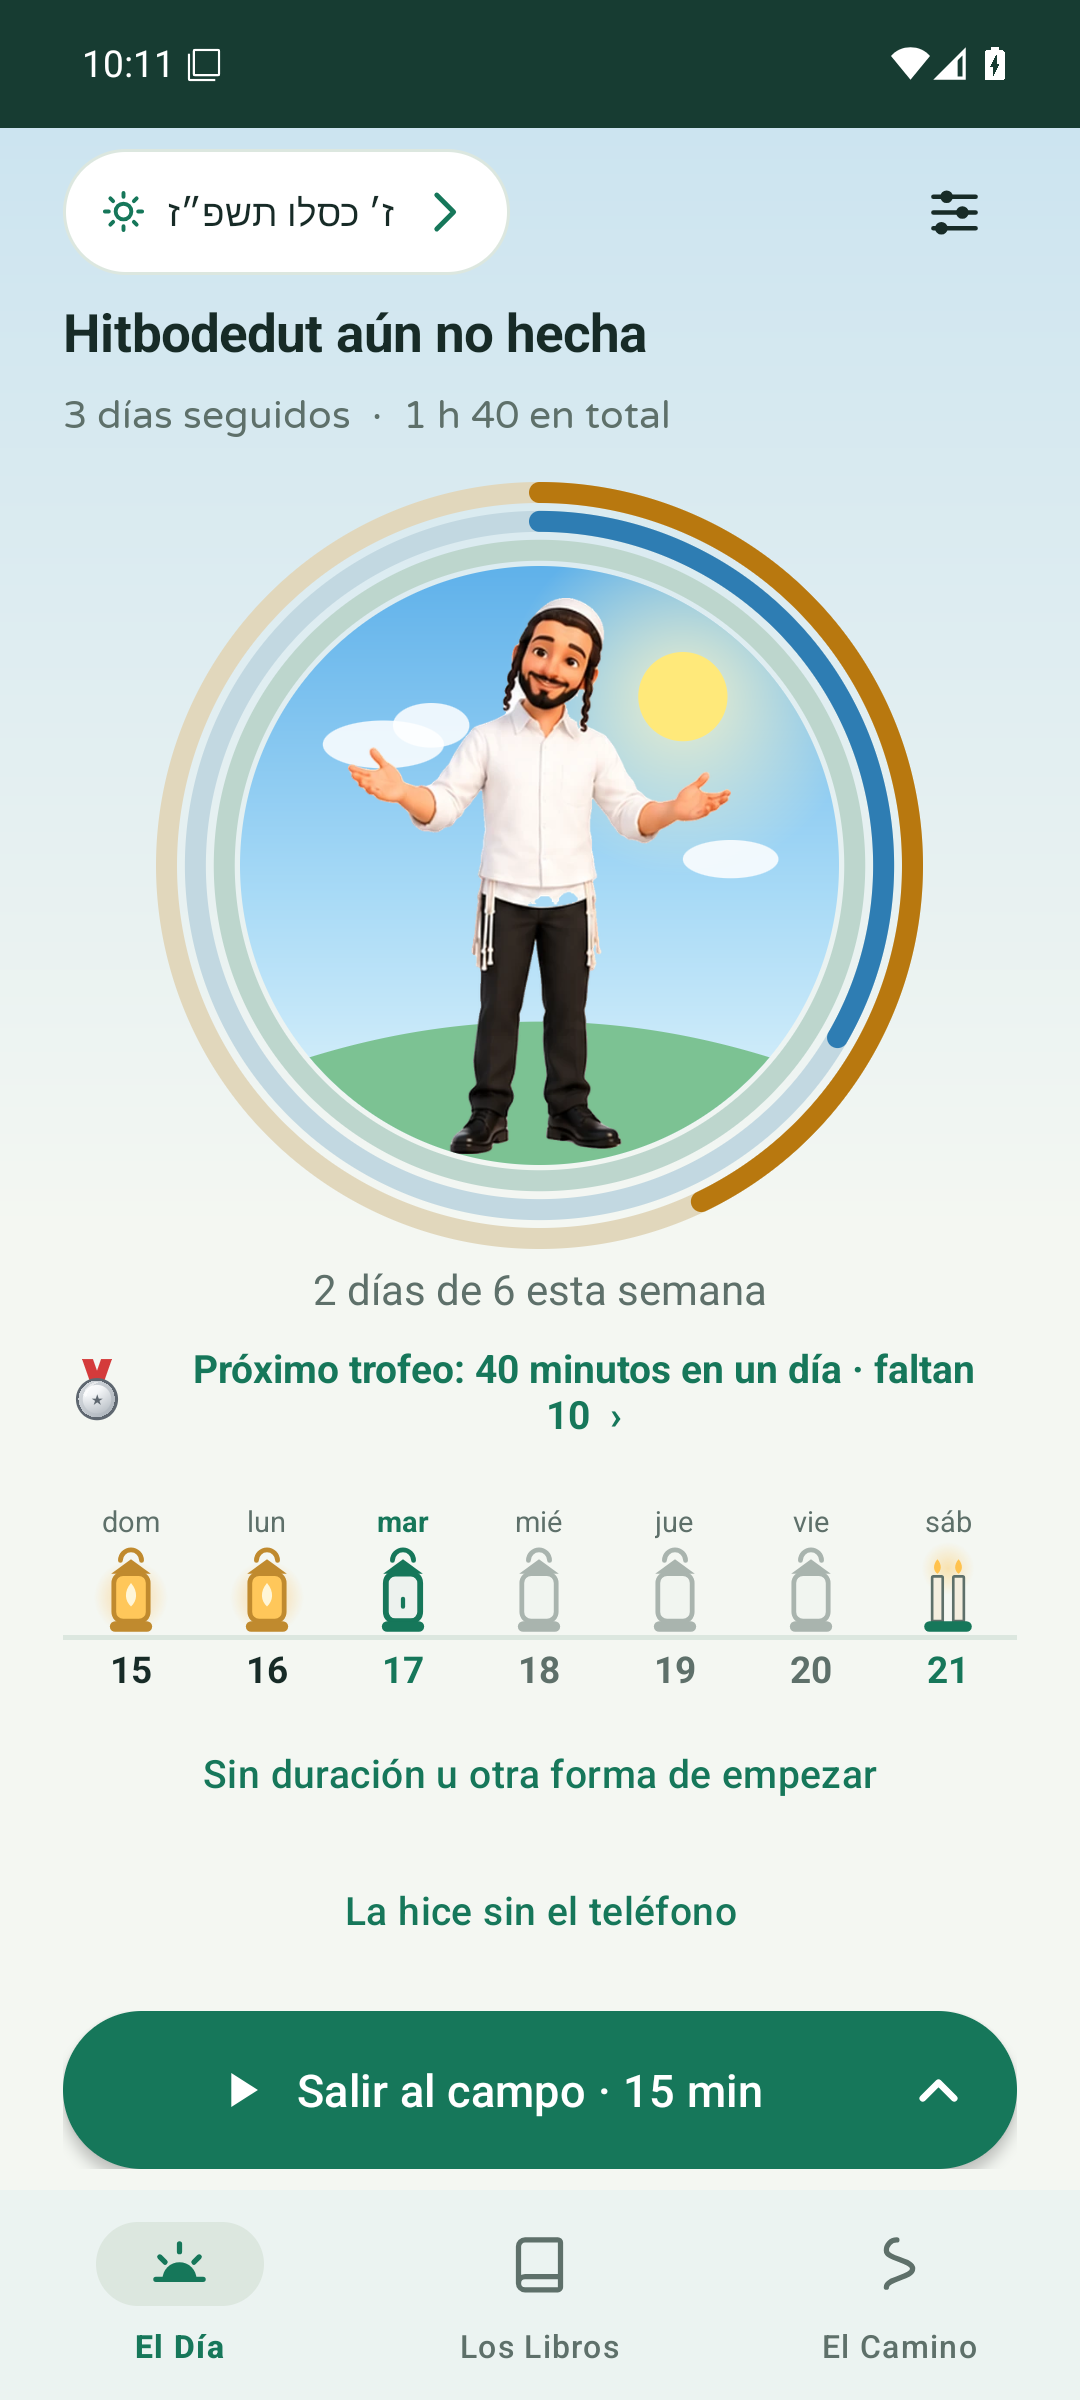 10:11
ז׳ כסלו תשפ״ז
Hitbodedut aún no hecha
3 días seguidos · 1 h 40 en total
2 días de 6 esta semana
Próximo trofeo: 40 minutos en un día · faltan
10 ›
dom lun mar mié jue vie sáb
15 16 17 18 19 20 21
Sin duración u otra forma de empezar
La hice sin el teléfono
Salir al campo · 15 min
El Día Los Libros El Camino